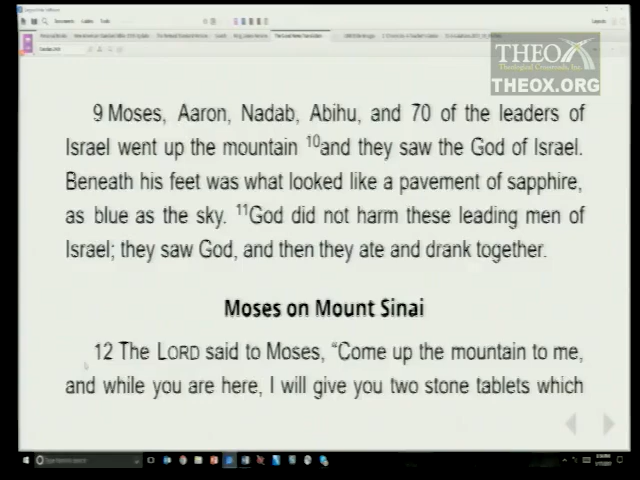 THEOX
Theological Crossroads, Inc.
THEOX.ORG
9 Moses, Aaron, Nadab, Abihu, and 70 of the leaders of
Israel went up the mountain 10and they saw the God of Israel.
Beneath his feet was what looked like a pavement of sapphire,
as blue as the sky. 11God did not harm these leading men of
Israel; they saw God, and then they ate and drank together.
Moses on Mount Sinai
12 The LORD said to Moses, “Come up the mountain to me,
and while you are here, I will give you two stone tablets which